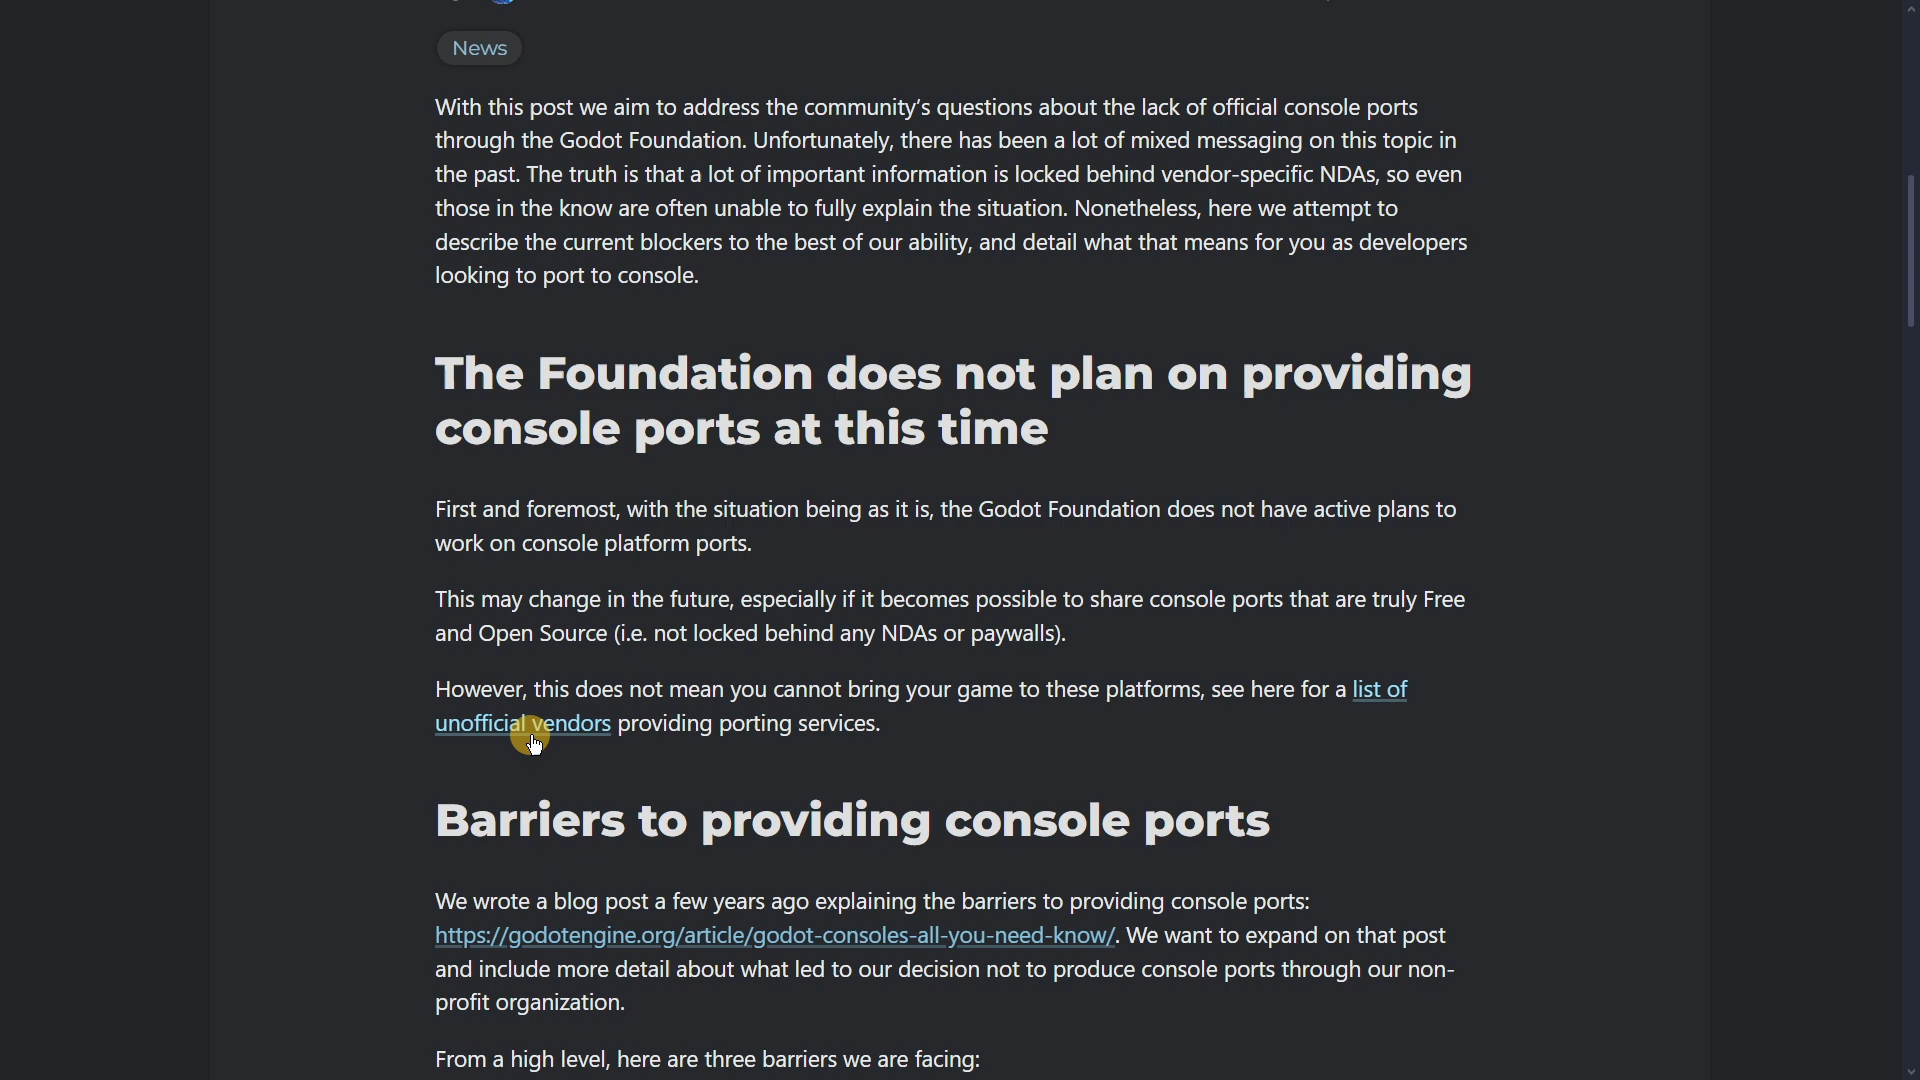 News
With this post we aim to address the community's questions about the lack of official console ports
through the Godot Foundation. Unfortunately, there has been a lot of mixed messaging on this topic in
the past. The truth is that a lot of important information is locked behind vendor-specific NDAs, so even
those in the know are often unable to fully explain the situation. Nonetheless, here we attempt to
describe the current blockers to the best of our ability, and detail what that means for you as developers
looking to port to console.
The Foundation does not plan on providing
console ports at this time
First and foremost, with the situation being as it is, the Godot Foundation does not have active plans to
work on console platform ports.
This may change in the future, especially if it becomes possible to share console ports that are truly Free
and Open Source (i.e. not locked behind any NDAs or paywalls).
However, this does not mean you cannot bring your game to these platforms, see here for a list of
unofficial vendors providing porting services.
Barriers to providing console ports
We wrote a blog post a few years ago explaining the barriers to providing console ports:
https://godotengine.org/article/godot-consoles-all-you-need-know/. We want to expand on that post
and include more detail about what led to our decision not to produce console ports through our non-
profit organization.
From a high level, here are three barriers we are facing: